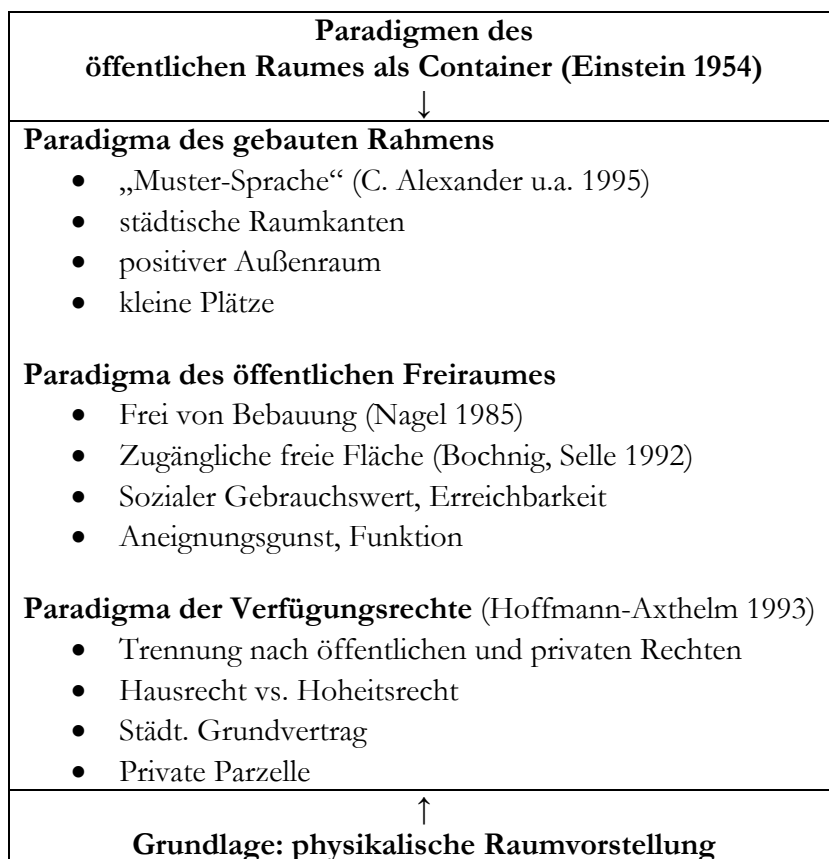 Paradigmen des
öffentlichen Raumes als Container (Einstein 1954)
↓
Paradigma des gebauten Rahmens
• „Muster-Sprache“ (C. Alexander u.a. 1995)
• städtische Raumkanten
• positiver Außenraum
• kleine Plätze
Paradigma des öffentlichen Freiraumes
• Frei von Bebauung (Nagel 1985)
• Zugängliche freie Fläche (Bochnig, Selle 1992)
• Sozialer Gebrauchswert, Erreichbarkeit
• Aneignungsgunst, Funktion
Paradigma der Verfügungsrechte (Hoffmann-Axthelm 1993)
• Trennung nach öffentlichen und privaten Rechten
• Hausrecht vs. Hoheitsrecht
• Städt. Grundvertrag
• Private Parzelle
↑
Grundlage: physikalische Raumvorstellung